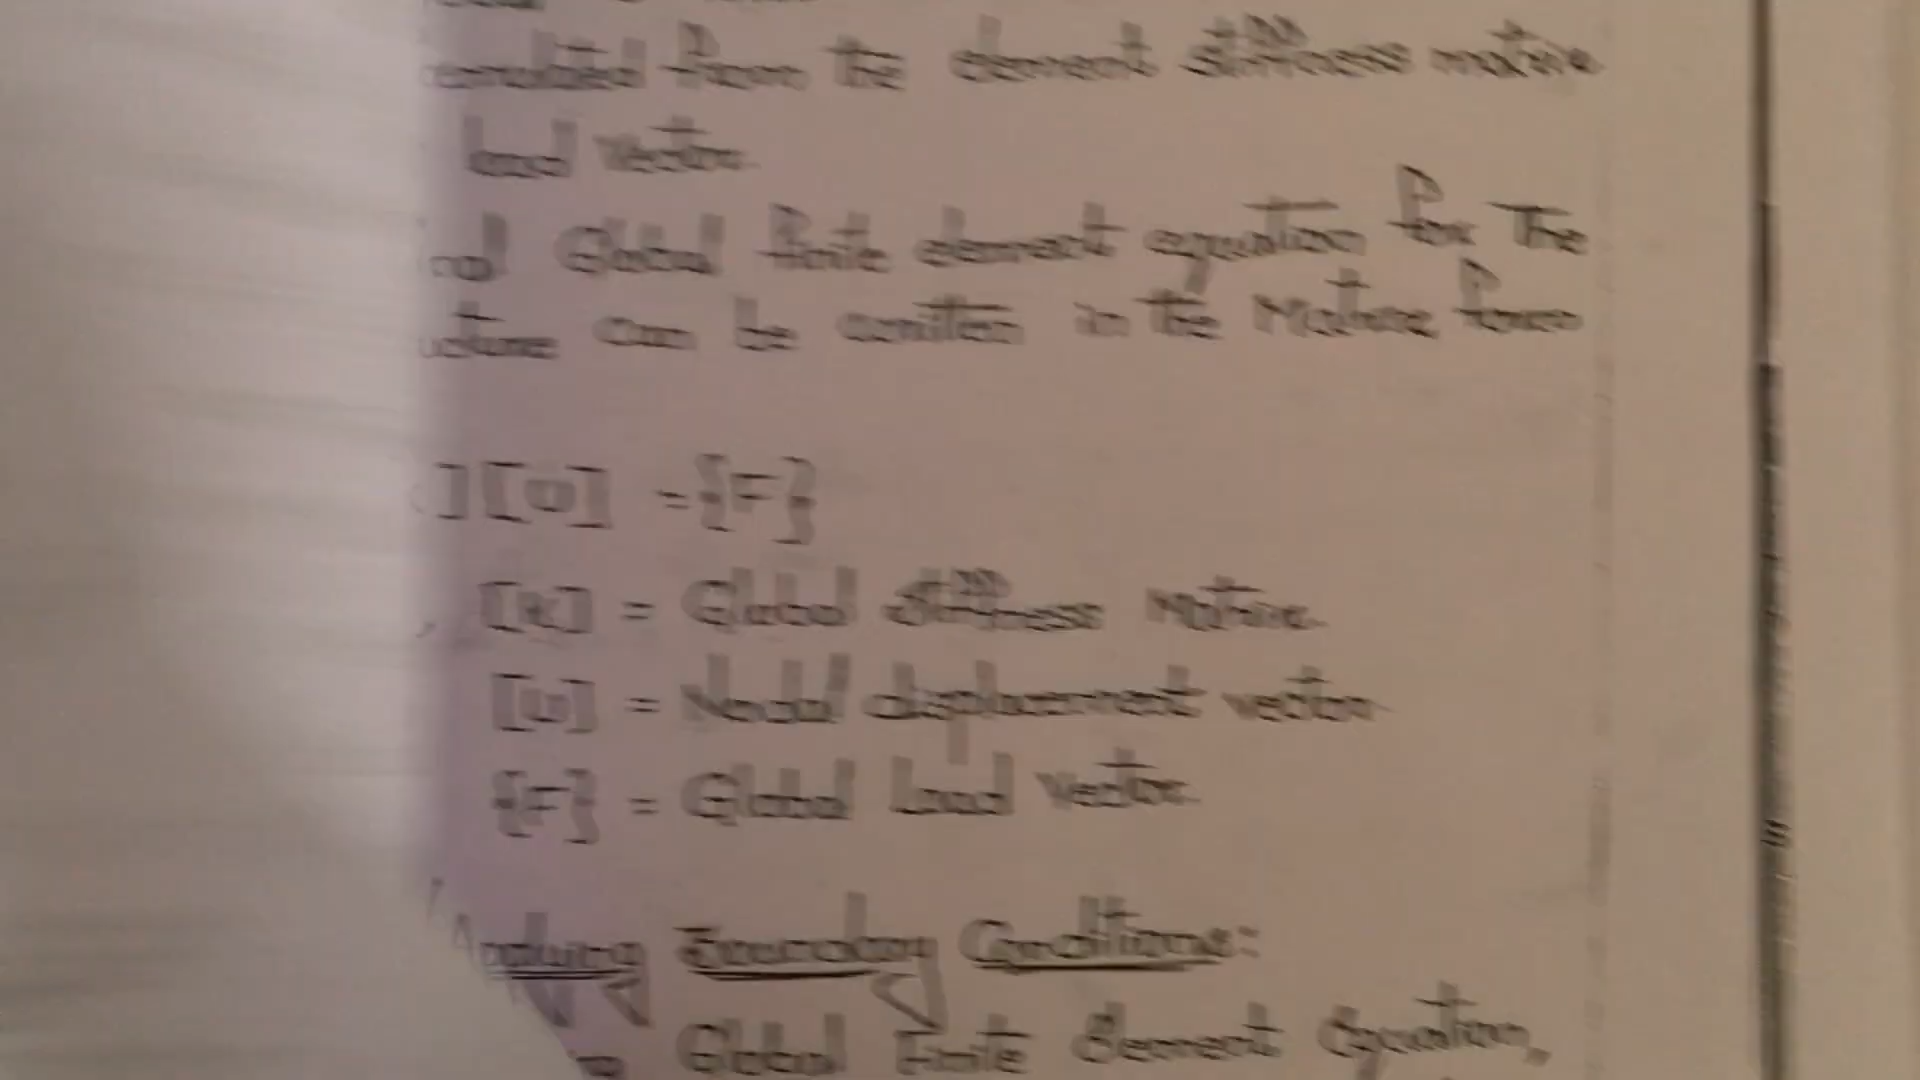 from the element stiffness matrix
load vector.
Global finite element equation for the
can be written in the Matrix form
] [U] = {F}
[K] = Global stiffness Matrix.
[U] = Nodal displacement vector
{F} = Global Load Vector.
Applying Boundary Conditions:
Global Finite Element Equation,